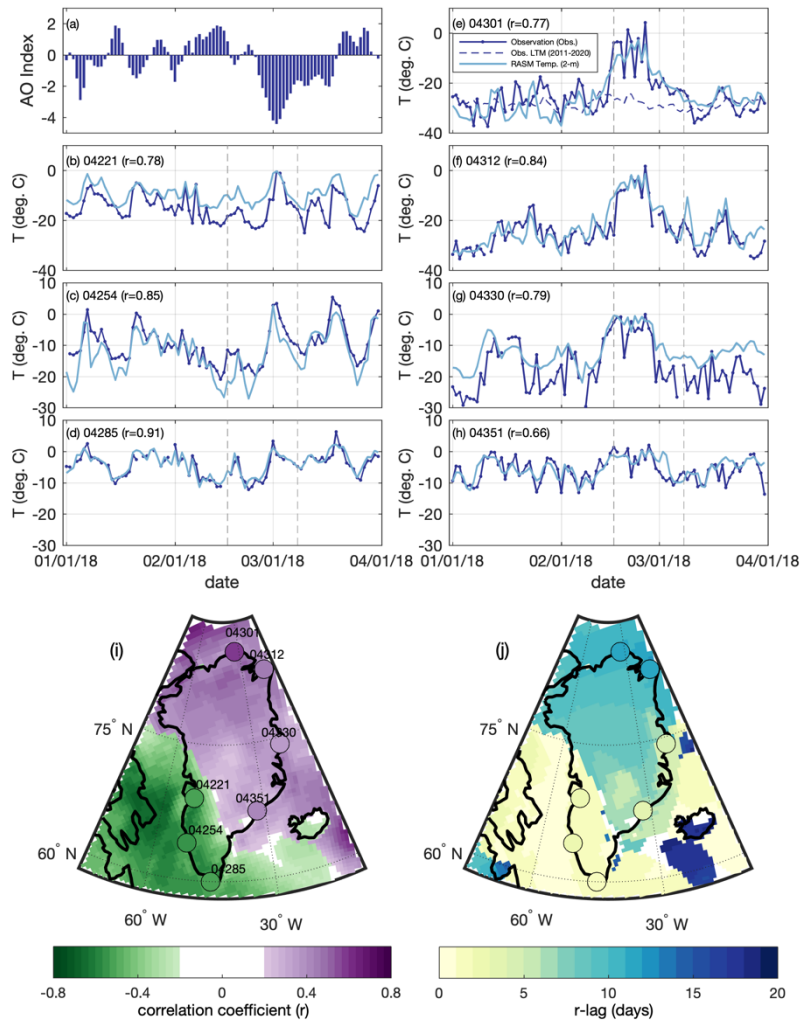 (a)
AO Index
2
0
-2
-4
(b) 04221 (r=0.78)
T (deg. C)
0
-20
-40
(c) 04254 (r=0.85)
T (deg. C)
10
0
-10
-20
-30
(d) 04285 (r=0.91)
T (deg. C)
10
0
-10
-20
-30
01/01/18 02/01/18 03/01/18 04/01/18
date
(e) 04301 (r=0.77)
Observation (Obs.)
Obs. LTM (2011-2020)
RASM Temp. (2-m)
T (deg. C)
0
-20
-40
(f) 04312 (r=0.84)
T (deg. C)
0
-20
-40
(g) 04330 (r=0.79)
T (deg. C)
10
0
-10
-20
-30
(h) 04351 (r=0.66)
T (deg. C)
10
0
-10
-20
-30
01/01/18 02/01/18 03/01/18 04/01/18
date
(i)
04301
04312
75° N
04330
04221
04351
04254
60° N
04285
60° W
30° W
-0.8 -0.4 0 0.4 0.8
correlation coefficient (r)
(j)
75° N
60° N
60° W
30° W
0 5 10 15 20
r-lag (days)